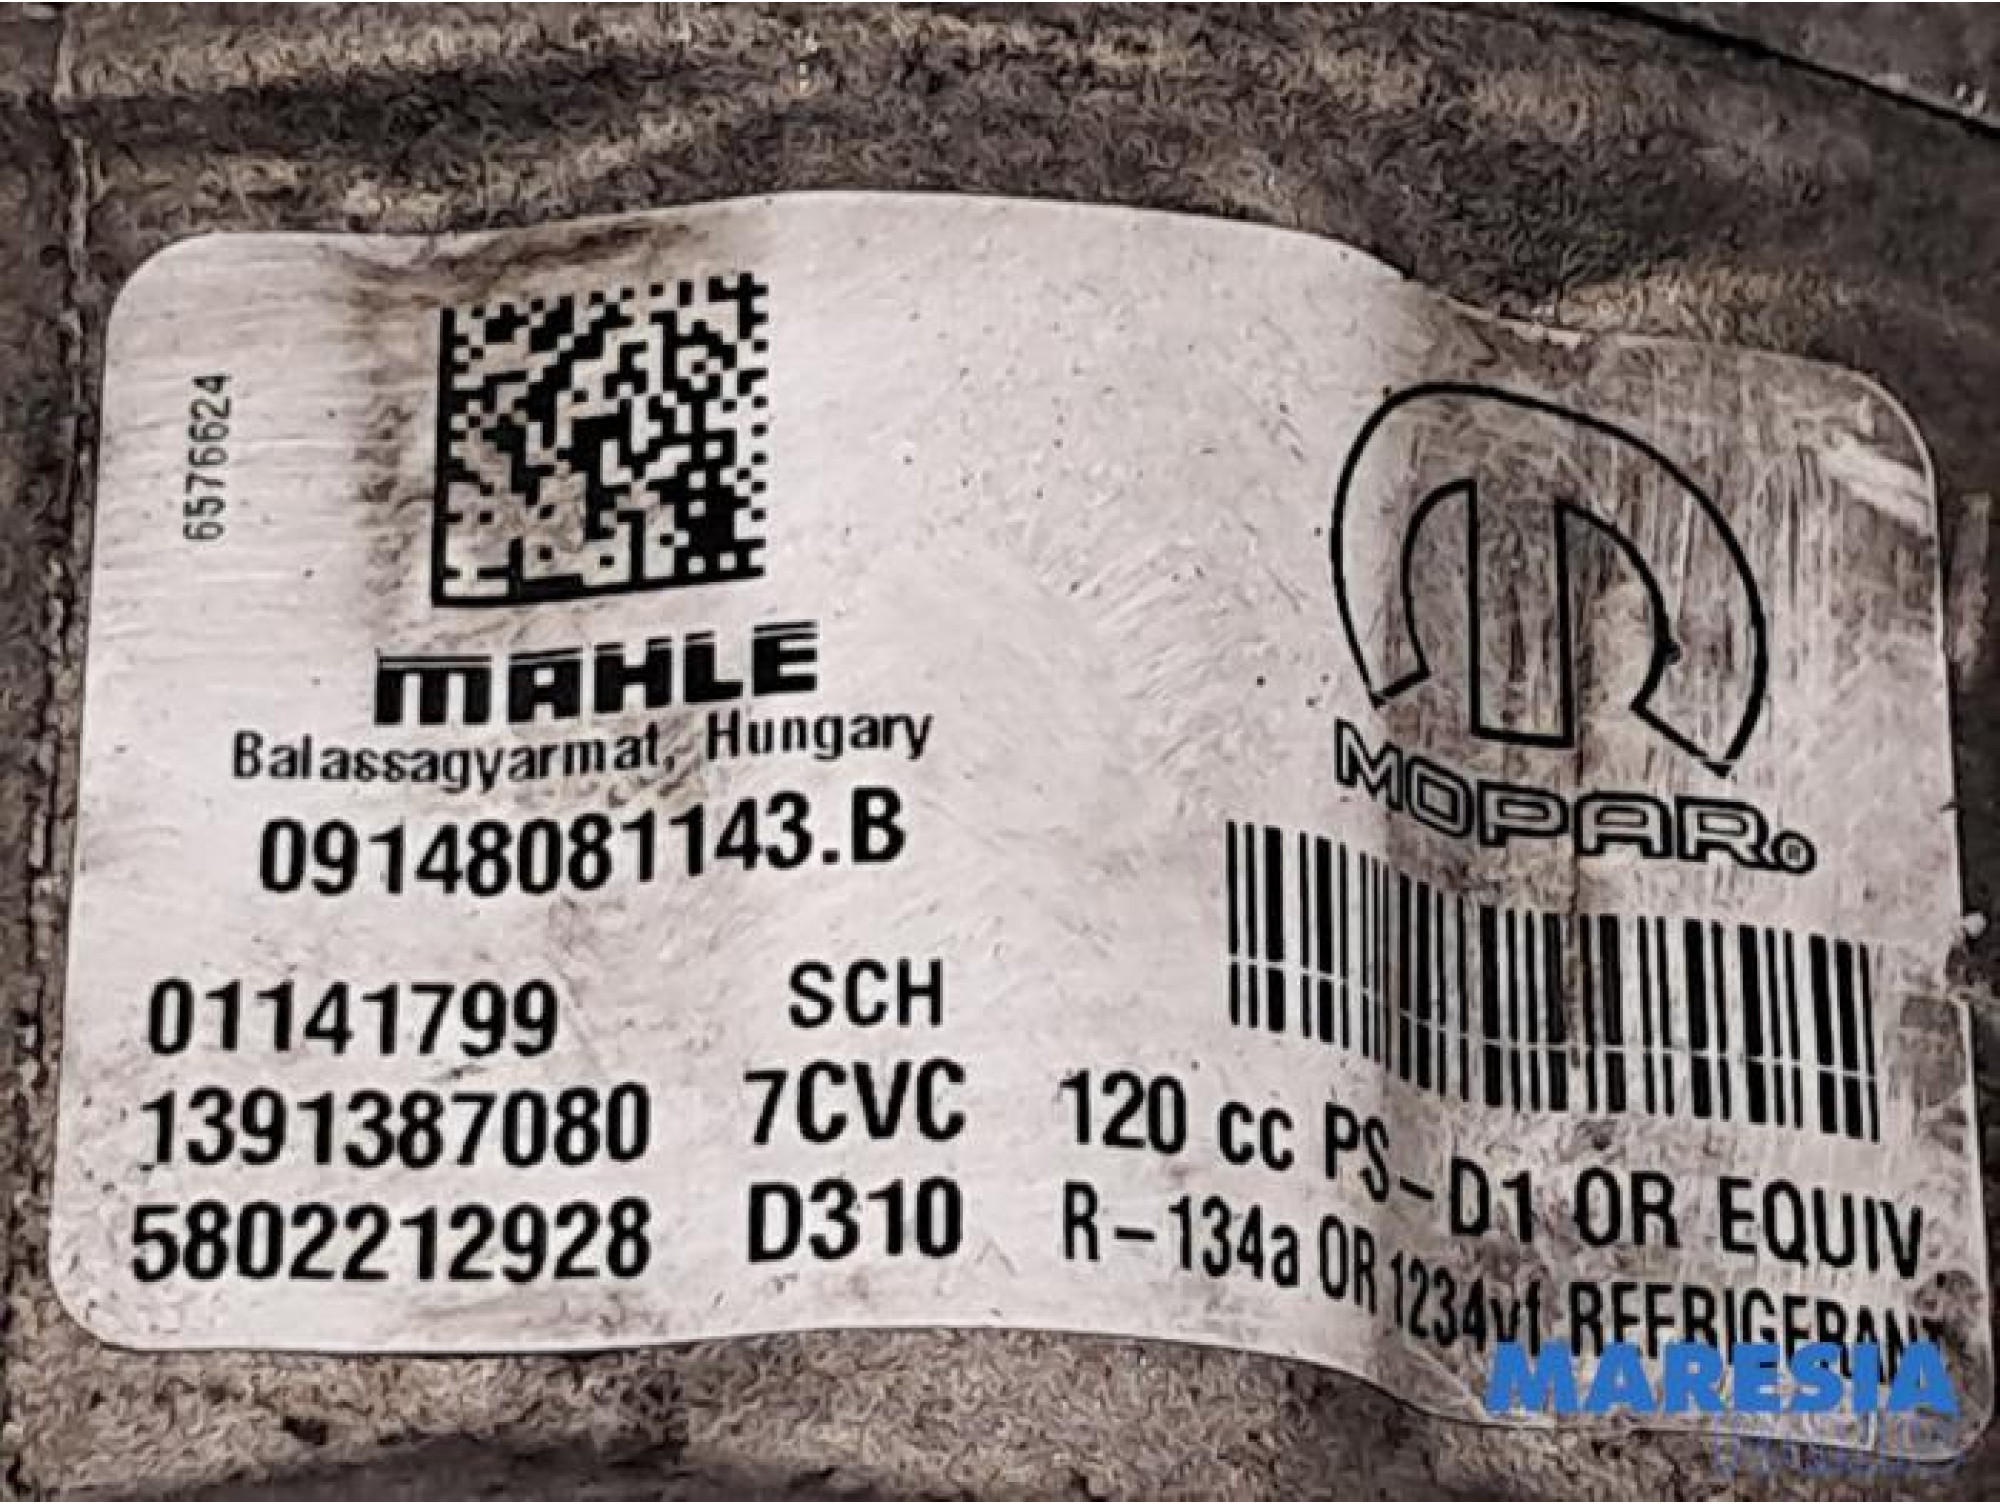 65766624
MAHLE
Balassagyarmat, Hungary
09148081143.B
MOPAR®
01141799 SCH
1391387080 7CVC 120 cc PS-D1 OR EQUIV.
5802212928 D310 R-134a OR 1234yf REFRIGERANT
MARESIA